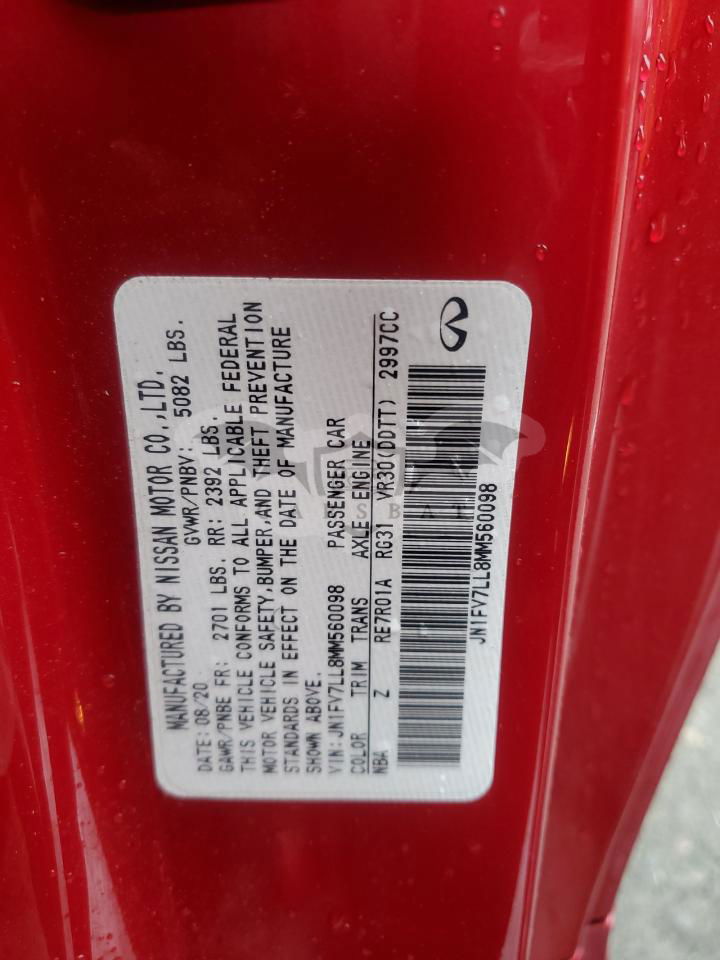 MANUFACTURED BY NISSAN MOTOR CO.,LTD.
DATE: 08/20 GVWR/PNBV: 5082 LBS.
GAWR/PNBE FR: 2701 LBS. RR: 2392 LBS.
THIS VEHICLE CONFORMS TO ALL APPLICABLE FEDERAL
MOTOR VEHICLE SAFETY,BUMPER,AND THEFT PREVENTION
STANDARDS IN EFFECT ON THE DATE OF MANUFACTURE
SHOWN ABOVE.
VIN: JN1FV7LL8MM560098 PASSENGER CAR
COLOR TRIM TRANS AXLE ENGINE
NBA Z RE7R01A RG31 VR30(DDTT) 2997CC
JN1FV7LL8MM560098